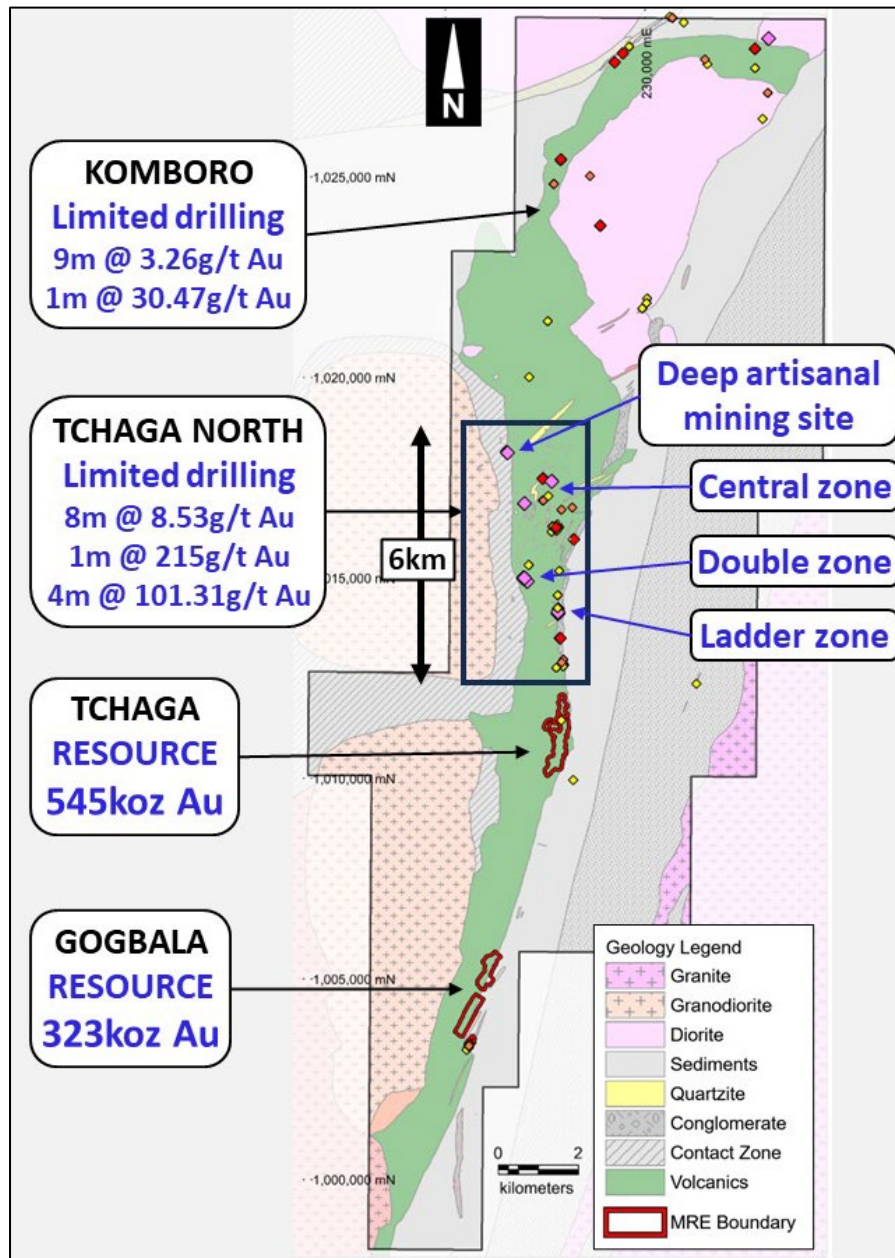 N
230,000 mE
KOMBORO
Limited drilling
9m @ 3.26g/t Au
1m @ 30.47g/t Au
1,025,000 mN
1,020,000 mN
Deep artisanal
mining site
TCHAGA NORTH
Limited drilling
8m @ 8.53g/t Au
1m @ 215g/t Au
4m @ 101.31g/t Au
6km
Central zone
Double zone
015,000 mN
Ladder zone
TCHAGA
RESOURCE
545koz Au
1,010,000 mN
GOGBALA
RESOURCE
323koz Au
1,005,000 mN
1,000,000 mN
0 2
kilometers
Geology Legend
Granite
Granodiorite
Diorite
Sediments
Quartzite
Conglomerate
Contact Zone
Volcanics
MRE Boundary